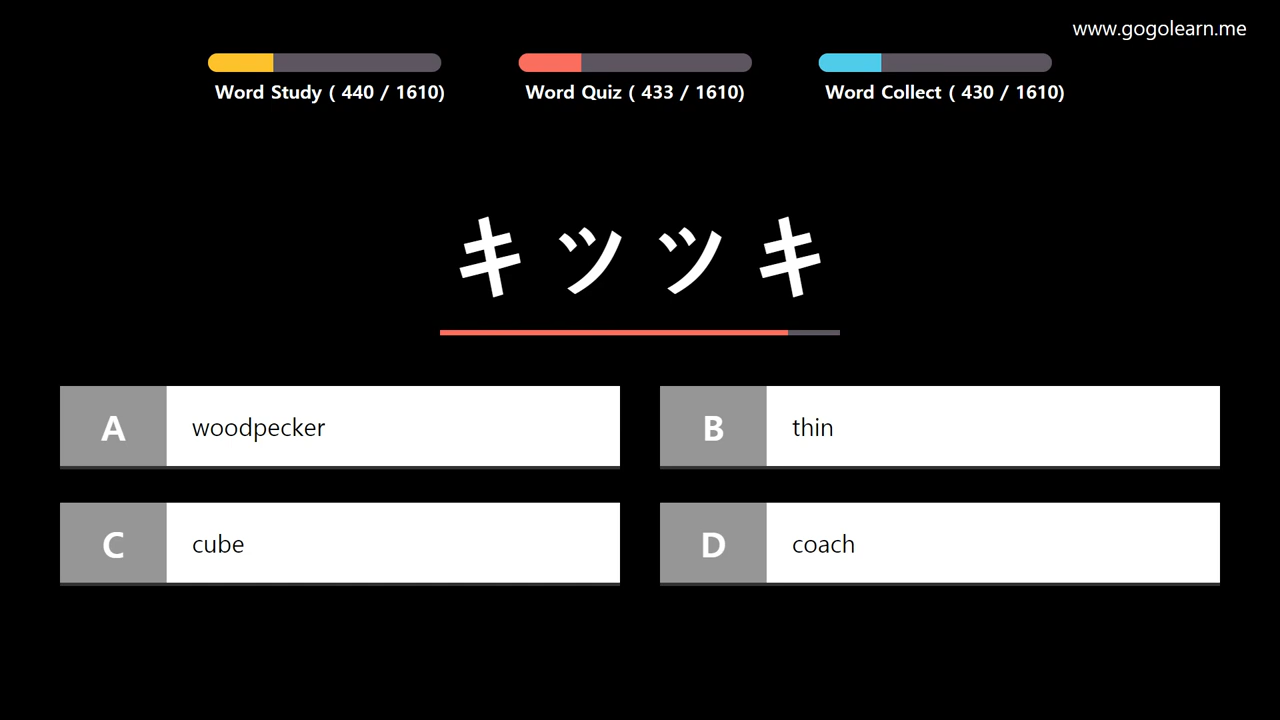 www.gogolearn.me
Word Study ( 440 / 1610)
Word Quiz ( 433 / 1610)
Word Collect ( 430 / 1610)
キツツキ
A woodpecker
B thin
C cube
D coach